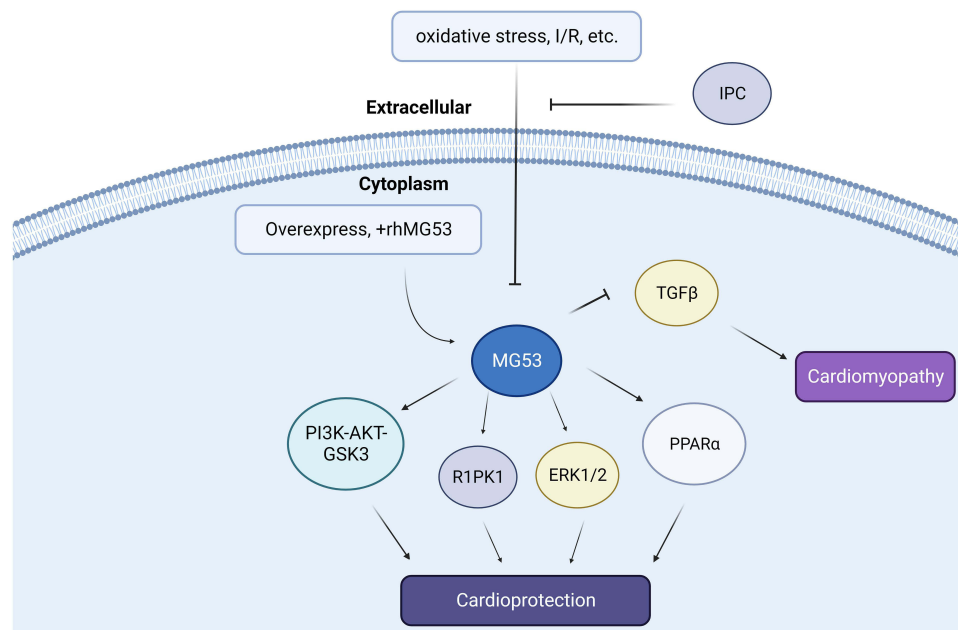 oxidative stress, I/R, etc.
IPC
Extracellular
Cytoplasm
Overexpress, +rhMG53
TGFβ
MG53
Cardiomyopathy
PI3K-AKT-
GSK3
R1PK1
ERK1/2
PPARα
Cardioprotection